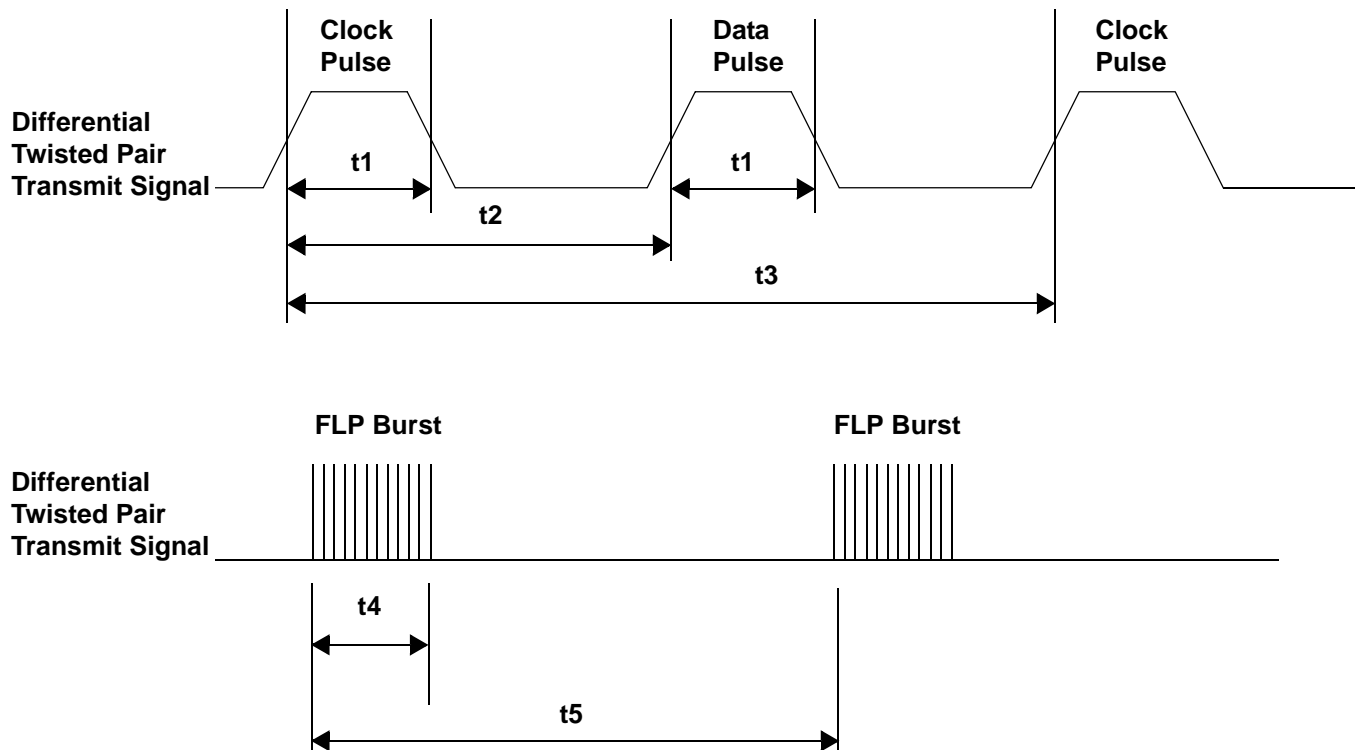 Clock
Pulse
Data
Pulse
Clock
Pulse
Differential
Twisted Pair
Transmit Signal
t1
t1
t2
t3
FLP Burst
FLP Burst
Differential
Twisted Pair
Transmit Signal
t4
t5